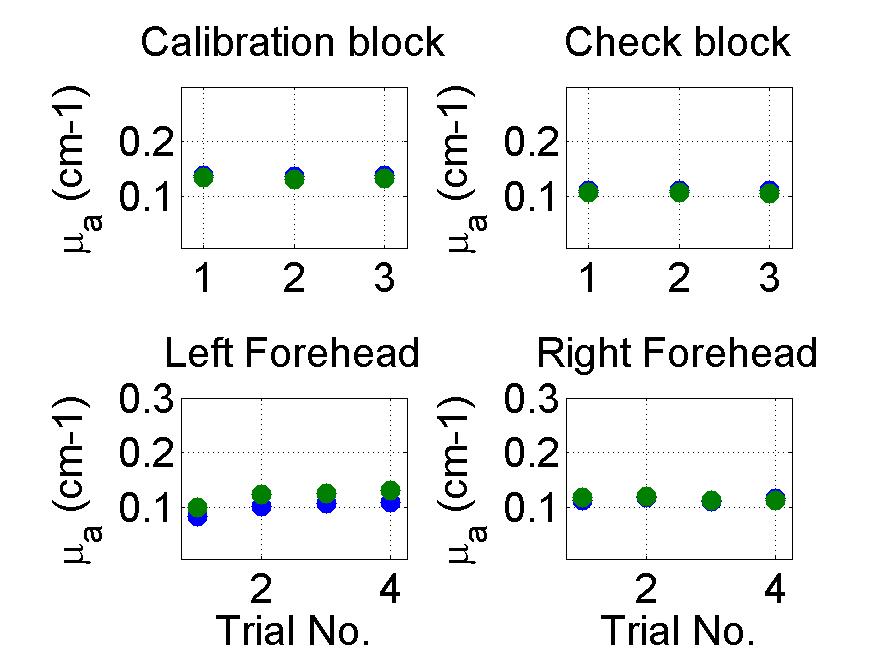 Calibration block
Check block
μa (cm-1)
0.2
0.1
1 2 3
μa (cm-1)
0.2
0.1
1 2 3
Left Forehead
Right Forehead
μa (cm-1)
0.3
0.2
0.1
2 4
Trial No.
μa (cm-1)
0.3
0.2
0.1
2 4
Trial No.